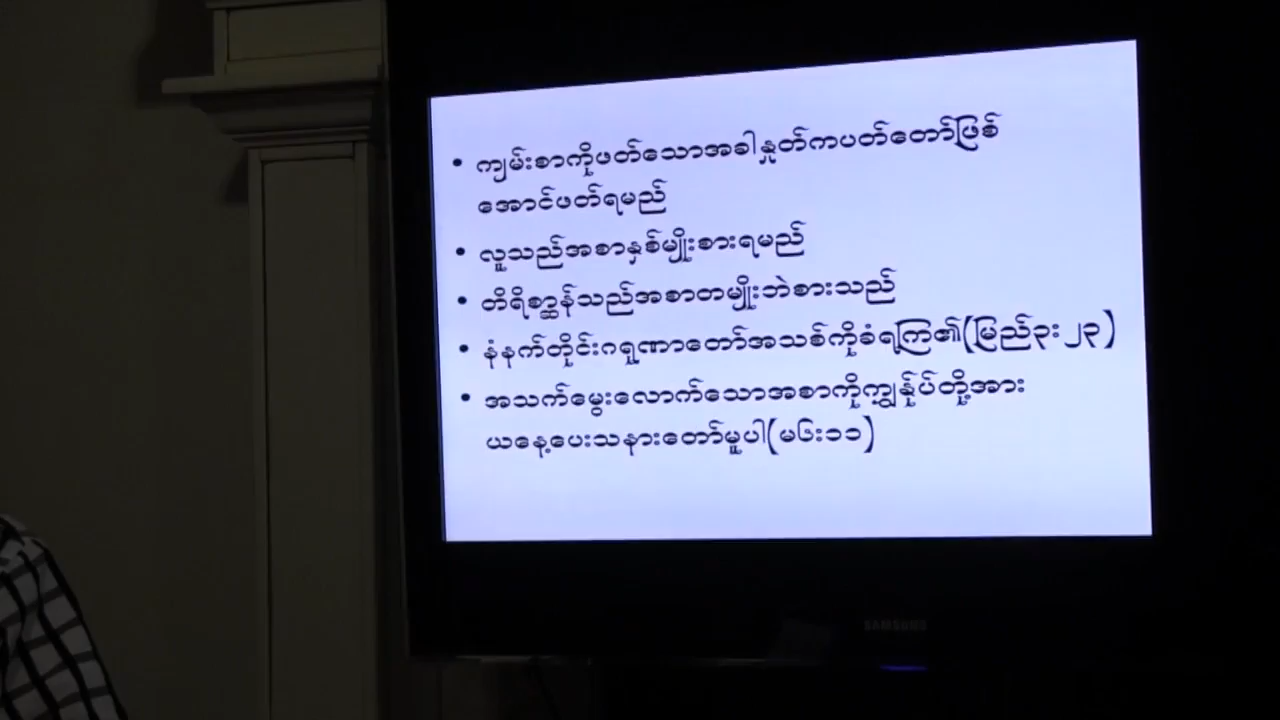 • ကျမ်းစာကိုဖတ်သောအခါနှုတ်ကပတ်တော်ဖြစ်
အောင်ဖတ်ရမည်
• လူသည်အစာနှစ်မျိုးစားရမည်
• တိရိစ္ဆာန်သည်အစာတမျိုးဘဲစားသည်
• နံနက်တိုင်းဂရုဏာတော်အသစ်ကိုခံရကြ၏(မြည်၃း၂၃)
• အသက်မွေးလောက်သောအစာကိုကျွန်ုပ်တို့အား
ယနေ့ပေးသနားတော်မူပါ(မ၆း၁၁)
SAMSUNG